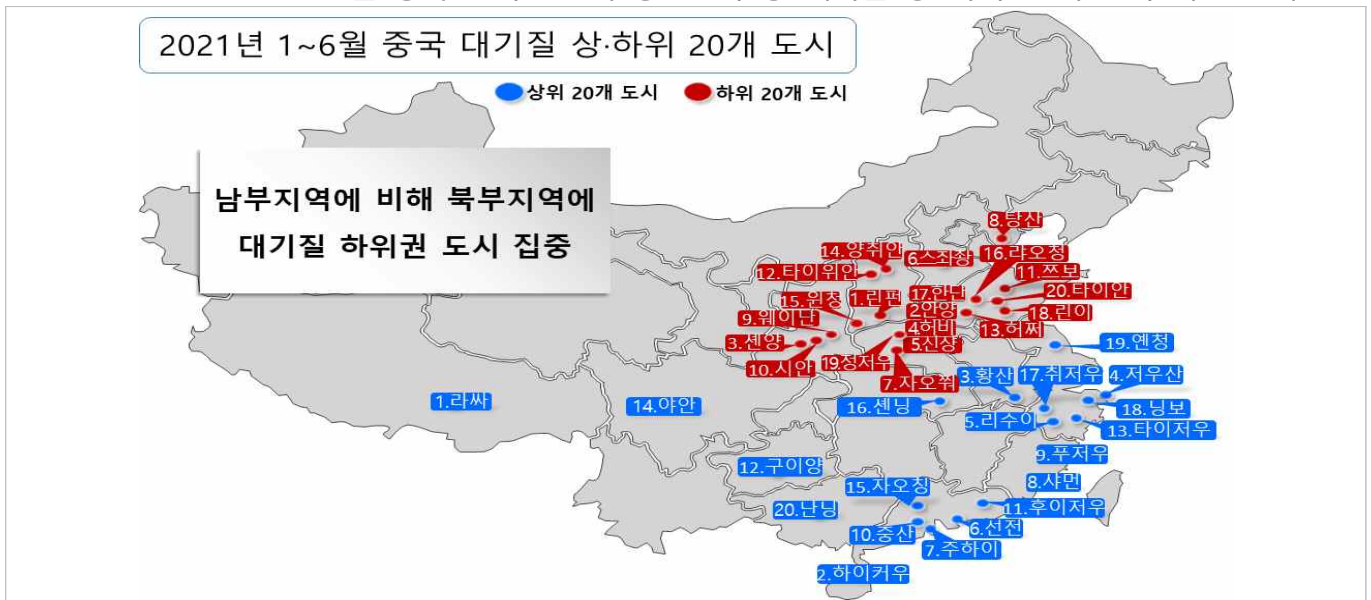 2021년 1~6월 중국 대기질 상·하위 20개 도시
상위 20개 도시
하위 20개 도시
남부지역에 비해 북부지역에
대기질 하위권 도시 집중
8.탕산
14.양취안
16.랴오청
12.타이위안
11.쯔보
20.타이안
15.윈청
1.린펀
17.한단
2안양
18.린이
9.웨이난
4.허비
13.허쩌
3.셴양
5.신샹
19.옌청
10.시안
19.정저우
7.자오쭤
3.황산
17.취저우
4.저우산
1.라싸
14.야안
16.셴닝
18.닝보
5.리수이
13.타이저우
9.푸저우
12.구이양
8.샤먼
15.자오칭
11.후이저우
20.난닝
6.선전
10.중산
7.주하이
2.하이커우